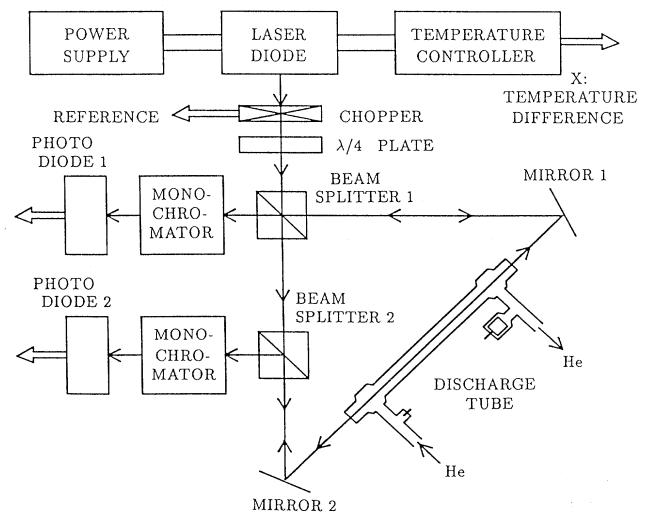 POWER
SUPPLY
LASER
DIODE
TEMPERATURE
CONTROLLER
X:
TEMPERATURE
DIFFERENCE
REFERENCE
CHOPPER
λ/4 PLATE
PHOTO
DIODE 1
MONO-
CHRO-
MATOR
BEAM
SPLITTER 1
MIRROR 1
PHOTO
DIODE 2
MONO-
CHRO-
MATOR
BEAM
SPLITTER 2
He
DISCHARGE
TUBE
He
MIRROR 2